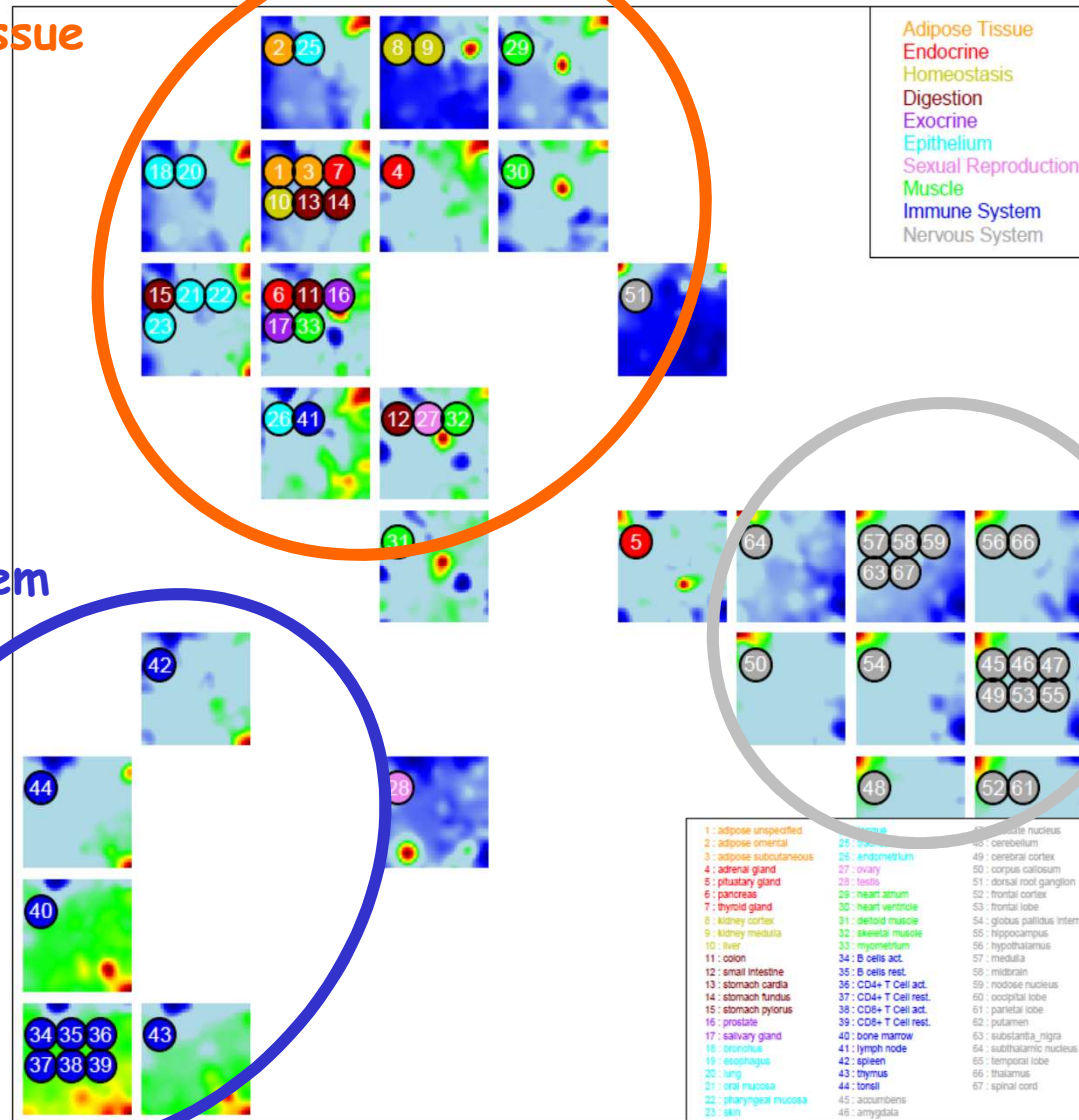 ssue
Adipose Tissue
Endocrine
Homeostasis
Digestion
Exocrine
Epithelium
Sexual Reproduction
Muscle
Immune System
Nervous System
2 25
8 9
29
18 20
1 3 7
10 13 14
4
30
15 21 22
23
6 11 16
17 33
51
26 41
12 27 32
31
5
64
57 58 59
63 67
56 66
em
42
50
54
45 46 47
49 53 55
44
28
48
52 61
40
34 35 36
37 38 39
43
1 : adipose unspecified
2 : adipose omental
3 : adipose subcutaneous
4 : adrenal gland
5 : pituatary gland
6 : pancreas
7 : thyroid gland
8 : kidney cortex
9 : kidney medulla
10 : liver
11 : colon
12 : small intestine
13 : stomach cardia
14 : stomach fundus
15 : stomach pylorus
16 : prostate
17 : salivary gland
18 : bronchus
19 : esophagus
20 : lung
21 : oral mucosa
22 : pharyngeal mucosa
23 : skin
25 :
26 : endometrium
27 : ovary
28 : testis
29 : heart atrium
30 : heart ventricle
31 : deltoid muscle
32 : skeletal muscle
33 : myometrium
34 : B cells act.
35 : B cells rest.
36 : CD4+ T Cell act.
37 : CD4+ T Cell rest.
38 : CD8+ T Cell act.
39 : CD8+ T Cell rest.
40 : bone marrow
41 : lymph node
42 : spleen
43 : thymus
44 : tonsil
45 : accumbens
46 : amygdala
nucleus
48 : cerebellum
49 : cerebral cortex
50 : corpus callosum
51 : dorsal root ganglion
52 : frontal cortex
53 : frontal lobe
54 : globus pallidus intern
55 : hippocampus
56 : hypothalamus
57 : medulla
58 : midbrain
59 : nodose nucleus
60 : occipital lobe
61 : parietal lobe
62 : putamen
63 : substantia_nigra
64 : subthalamic nucleus
65 : temporal lobe
66 : thalamus
67 : spinal cord